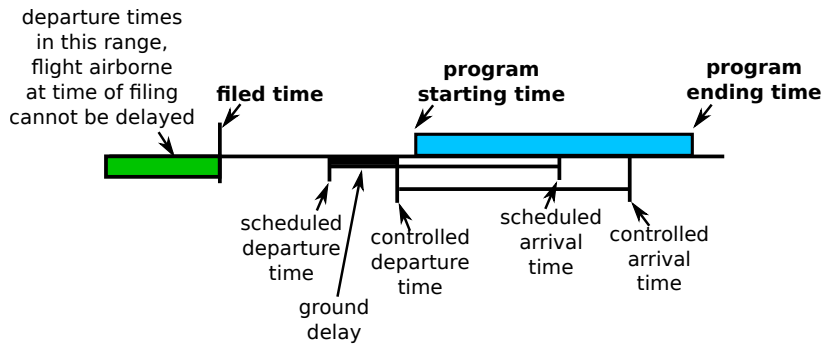 departure times
in this range,
flight airborne
at time of filing
cannot be delayed
filed time
program
starting time
program
ending time
scheduled
departure
time
ground
delay
controlled
departure
time
scheduled
arrival
time
controlled
arrival
time